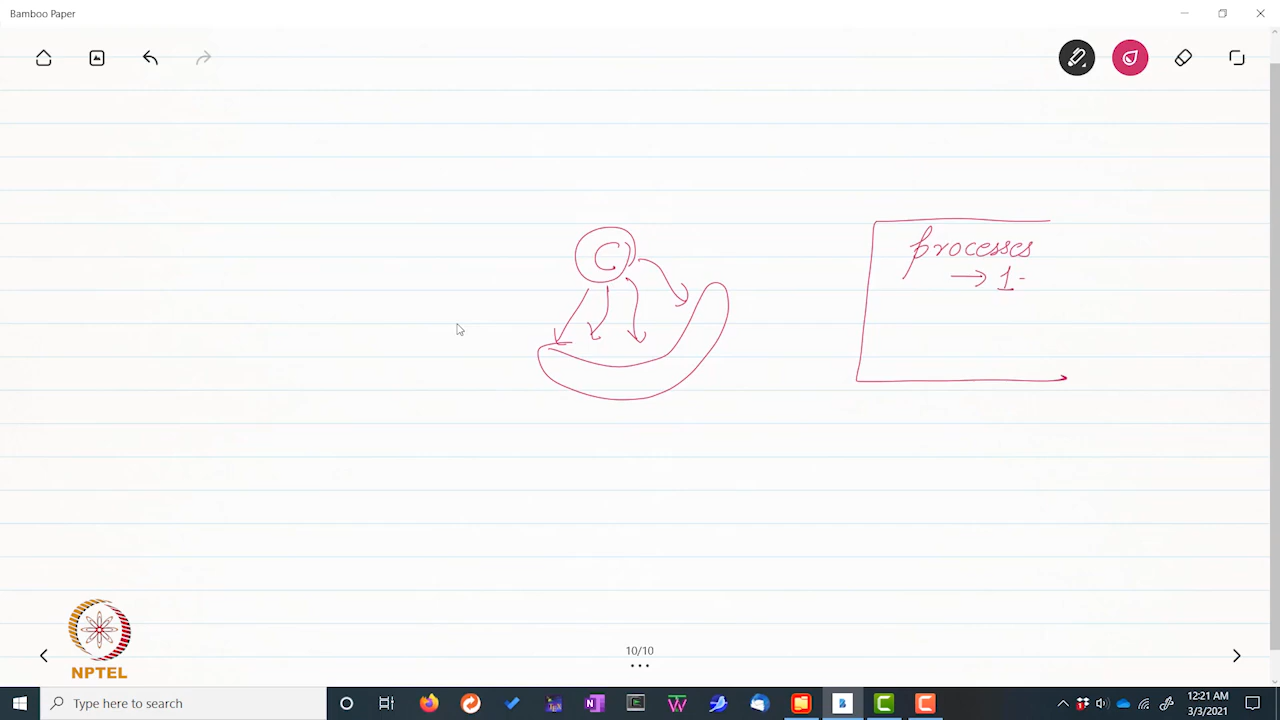 Bamboo Paper
processes
→ 1-
C
10/10
NPTEL
Type here to search
12:21 AM
3/3/2021